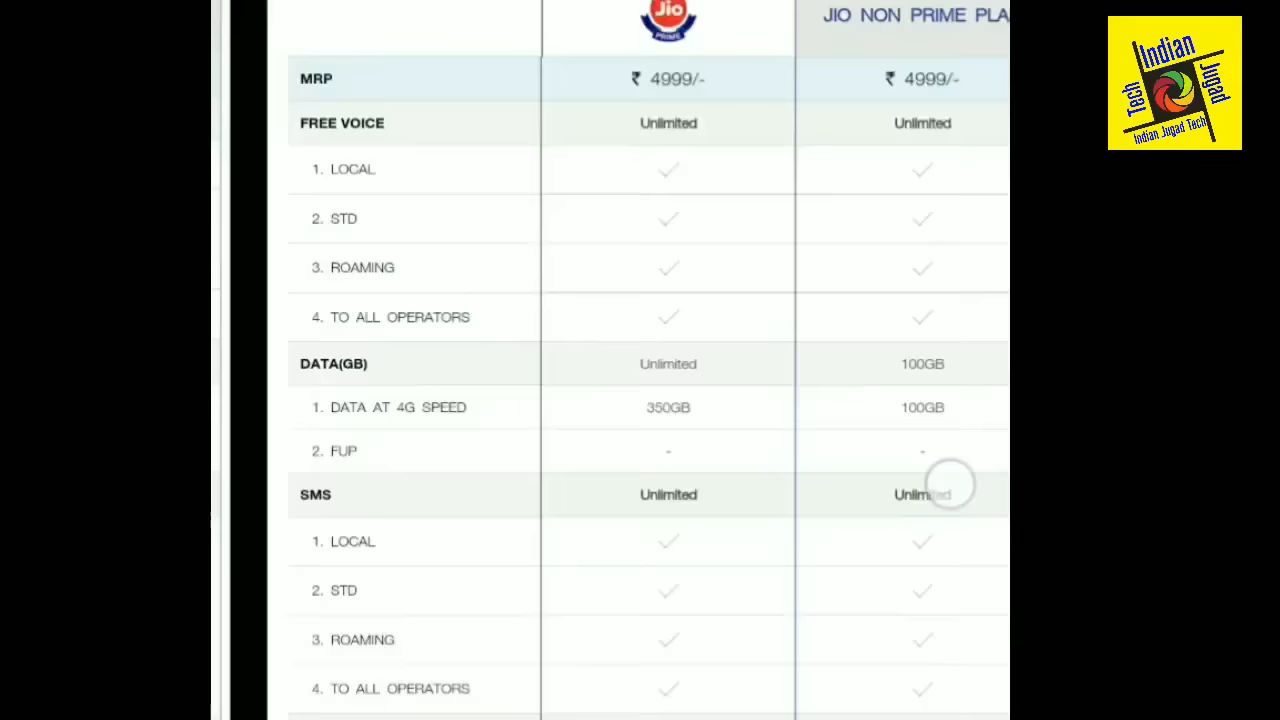 Jio
PRIME
JIO NON PRIME PLA
MRP ₹ 4999/- ₹ 4999/-
FREE VOICE Unlimited Unlimited
1. LOCAL
2. STD
3. ROAMING
4. TO ALL OPERATORS
DATA(GB) Unlimited 100GB
1. DATA AT 4G SPEED 350GB 100GB
2. FUP - -
SMS Unlimited Unlimited
1. LOCAL
2. STD
3. ROAMING
4. TO ALL OPERATORS
Indian
Jugad
Tech
Indian Jugad Tech